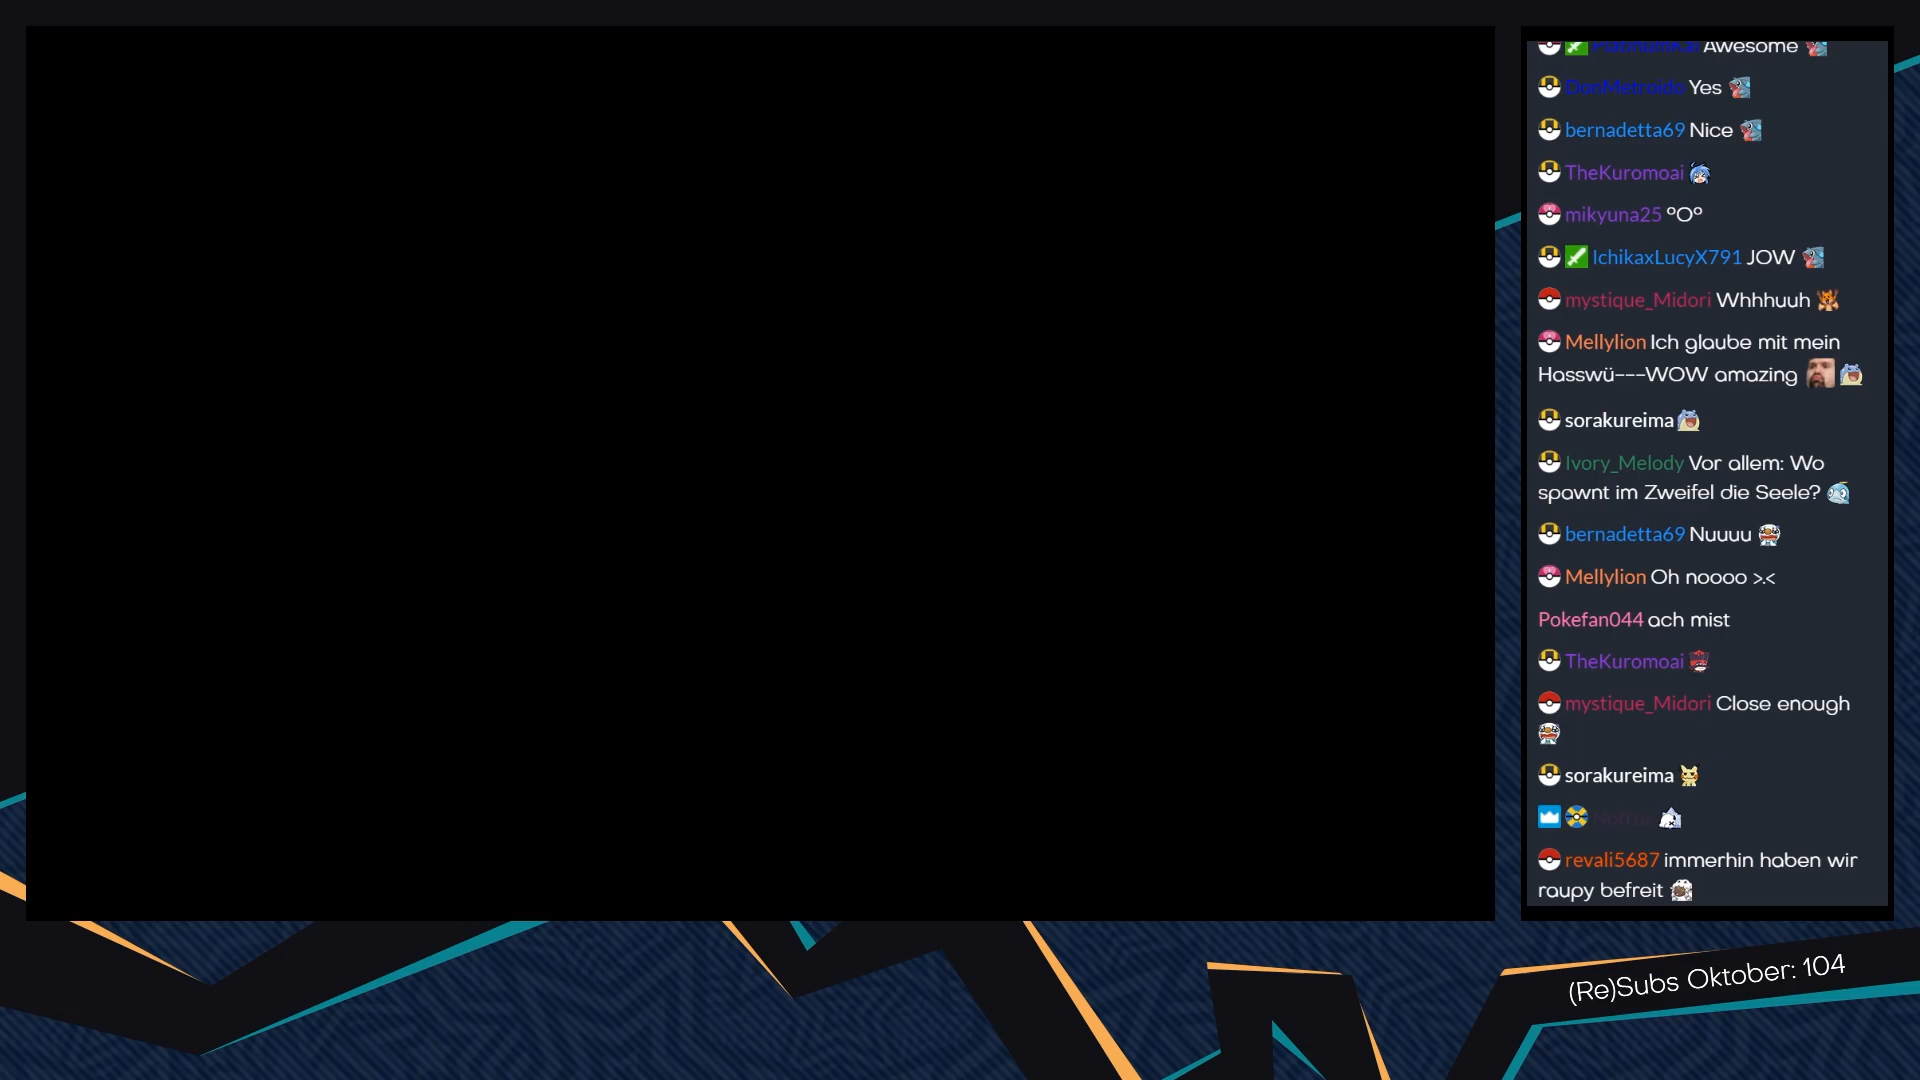 PlatinumKai Awesome
DonMetroido Yes
bernadetta69 Nice
TheKuromoai
mikyuna25 °O°
IchikaxLucyX791 JOW
mystique_Midori Whhhuuh
Mellylion Ich glaube mit mein
Hasswü---WOW amazing
sorakureima
Ivory_Melody Vor allem: Wo
spawnt im Zweifel die Seele?
bernadetta69 Nuuuu
Mellylion Oh noooo >.<
Pokefan044 ach mist
TheKuromoai
mystique_Midori Close enough
sorakureima
revali5687 immerhin haben wir
raupy befreit
(Re)Subs Oktober: 104